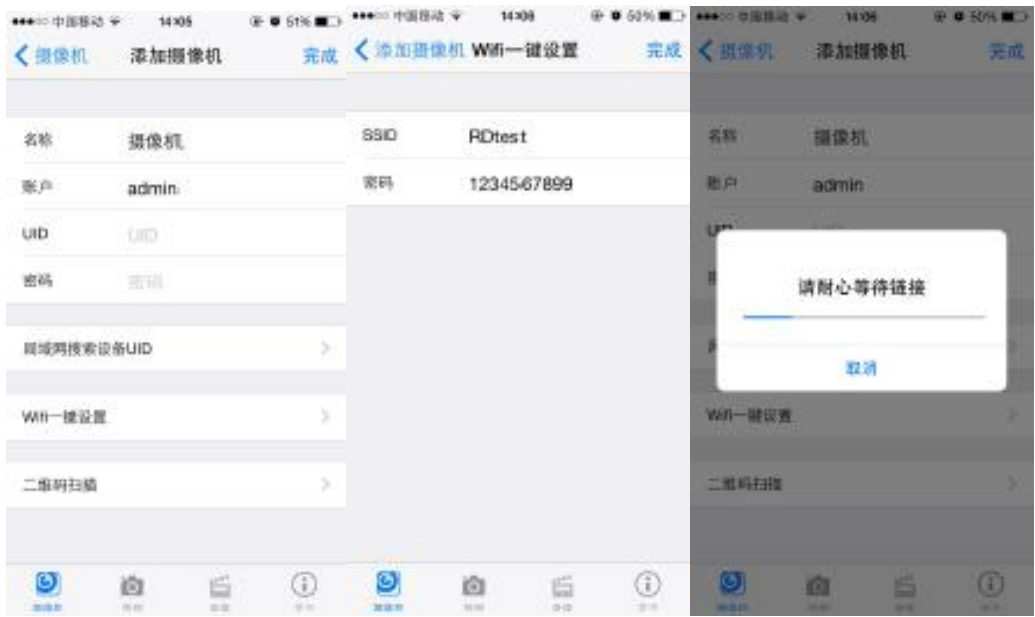 中国移动 14:06 51%
摄像机 添加摄像机 完成
名称 摄像机
账户 admin
UID UID
密码 密码
局域网搜索设备UID
Wifi一键设置
二维码扫描
中国移动 14:06 50%
添加摄像机 Wifi一键设置 完成
SSID RDtest
密码 1234567899
中国移动 14:06 50%
摄像机 添加摄像机 完成
名称 摄像机
账户 admin
请耐心等待链接
取消
Wifi一键设置
二维码扫描